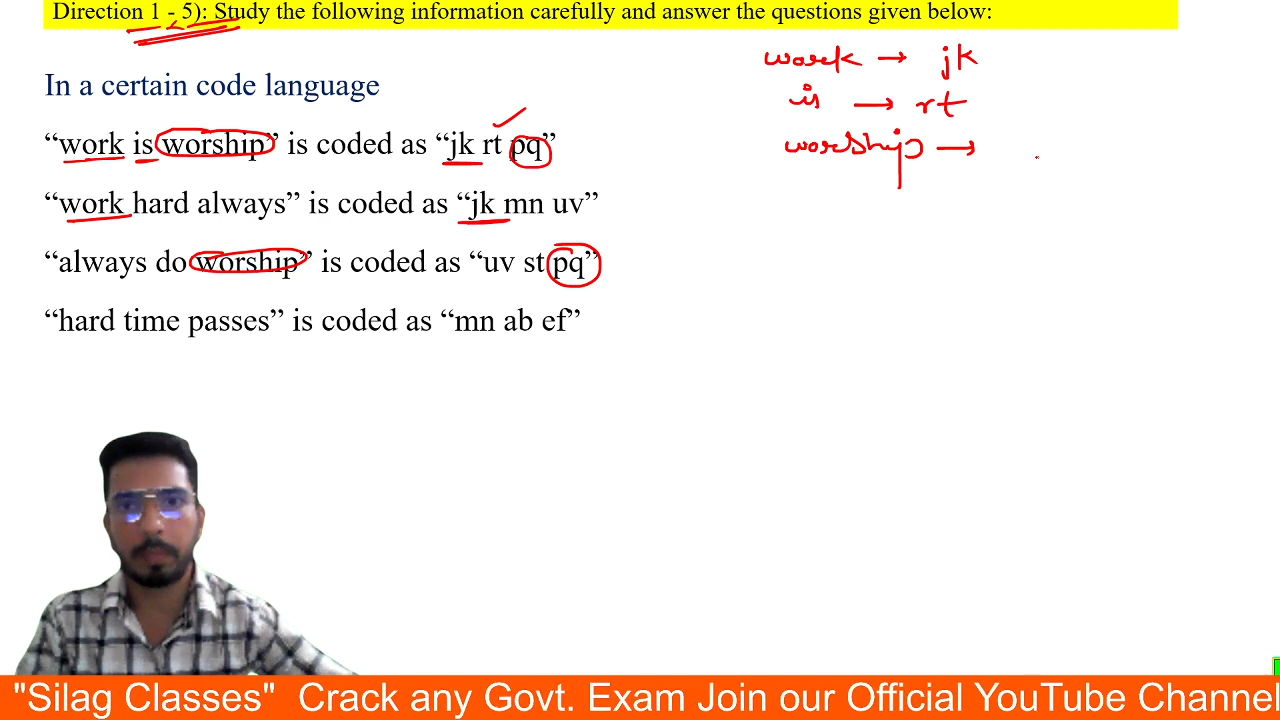 Direction 1 - 5): Study the following information carefully and answer the questions given below:
In a certain code language
“work is worship” is coded as “jk rt pq”
“work hard always” is coded as “jk mn uv”
“always do worship” is coded as “uv st pq”
“hard time passes” is coded as “mn ab ef”
work → jk
is → rt
worship →
"Silag Classes" Crack any Govt. Exam Join our Official YouTube Channel